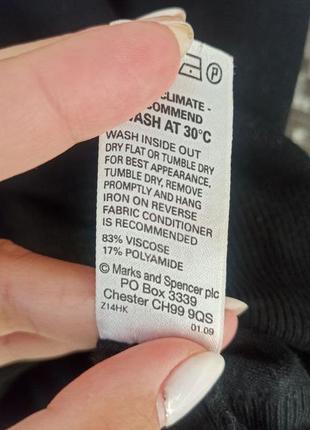 P
CLIMATE -
COMMEND
WASH AT 30°C
WASH INSIDE OUT
DRY FLAT OR TUMBLE DRY
FOR BEST APPEARANCE,
TUMBLE DRY, REMOVE
PROMPTLY AND HANG
IRON ON REVERSE
FABRIC CONDITIONER
IS RECOMMENDED
83% VISCOSE
17% POLYAMIDE
© Marks and Spencer plc
PO Box 3339
Chester CH99 9QS
Z14HK 01.09